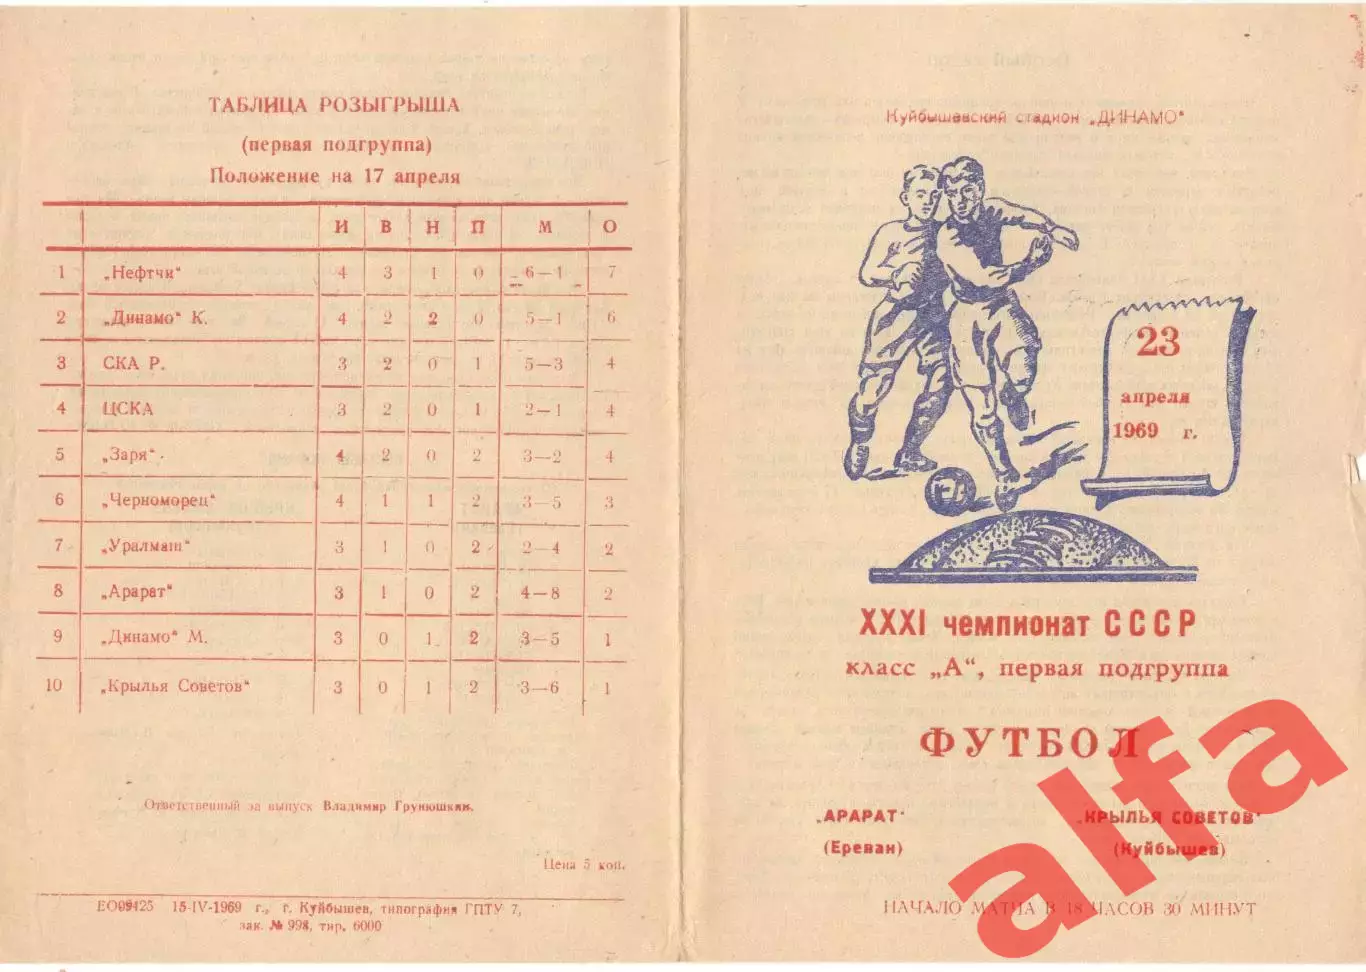 ТАБЛИЦА РОЗЫГРЫША
(первая подгруппа)
Положение на 17 апреля
И В Н П М О
1 „Нефтчи“ 4 3 1 0 6—1 7
2 „Динамо“ К. 4 2 2 0 5—1 6
3 СКА Р. 3 2 0 1 5—3 4
4 ЦСКА 3 2 0 1 2—1 4
5 „Заря“ 4 2 0 2 3—2 4
6 „Черноморец“ 4 1 1 2 3—5 3
7 „Уралмаш“ 3 1 0 2 2—4 2
8 „Арарат“ 3 1 0 2 4—8 2
9 „Динамо“ М. 3 0 1 2 3—5 1
10 „Крылья Советов“ 3 0 1 2 3—6 1
Ответственный за выпуск Владимир Грунюшкин.
Цена 5 коп.
ЕО09425 15-IV-1969 г., г. Куйбышев, типография ГПТУ 7,
зак. № 998, тир. 6000
Куйбышевский стадион „ДИНАМО“
23
апреля
1969 г.
XXXI чемпионат СССР
класс „А“, первая подгруппа
ФУТБОЛ
„АРАРАТ“ „КРЫЛЬЯ СОВЕТОВ“
(Ереван) (Куйбышев)
НАЧАЛО МАТЧА В 18 ЧАСОВ 30 МИНУТ
alfa